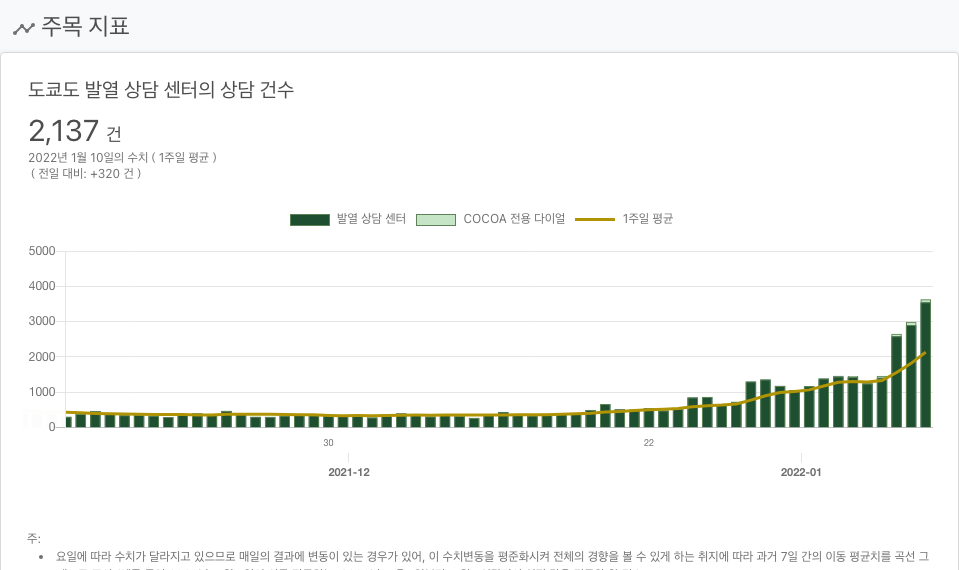 주목 지표
도쿄도 발열 상담 센터의 상담 건수
2,137 건
2022년 1월 10일의 수치 ( 1주일 평균 )
( 전일 대비: +320 건 )
발열 상담 센터 COCOA 전용 다이얼 1주일 평균
5000
4000
3000
2000
1000
0
30 22
2021-12 2022-01
주:
• 요일에 따라 수치가 달라지고 있으므로 매일의 결과에 변동이 있는 경우가 있어, 이 수치변동을 평준화시켜 전체의 경향을 볼 수 있게 하는 취지에 따라 과거 7일 간의 이동 평균치를 곡선 그